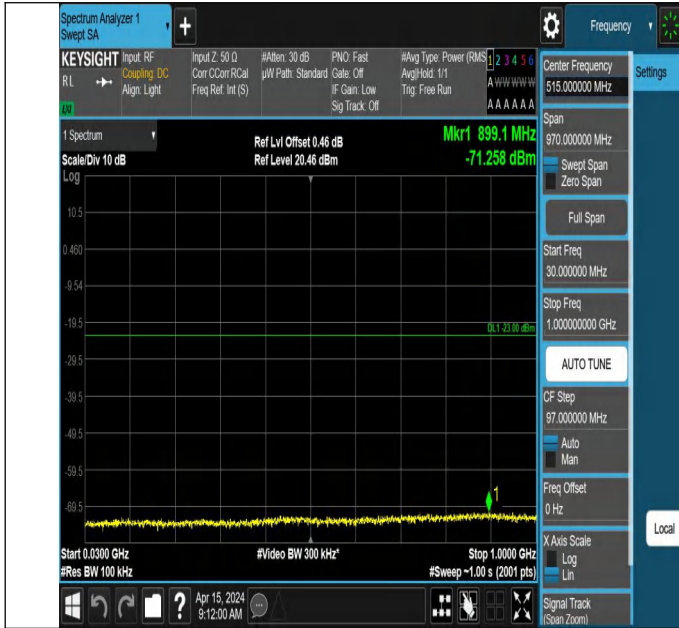 Spectrum Analyzer 1
Swept SA
+
Frequency
KEYSIGHT
RL
LXI
Input: RF
Coupling: DC
Align: Light
Input Z: 50 Ω
Corr CCorr RCal
Freq Ref: Int (S)
#Atten: 30 dB
µW Path: Standard
PNO: Fast
Gate: Off
IF Gain: Low
Sig Track: Off
#Avg Type: Power (RMS
Avg|Hold: 1/1
Trig: Free Run
1 2 3 4 5 6
A W W W W W
A A A A A A
1 Spectrum
Scale/Div 10 dB
Log
Ref Lvl Offset 0.46 dB
Ref Level 20.46 dBm
Mkr1 899.1 MHz
-71.258 dBm
10.5
0.460
-9.54
-19.5
DL1 -23.00 dBm
-29.5
-39.5
-49.5
-59.5
-69.5
1
Start 0.0300 GHz
#Res BW 100 kHz
#Video BW 300 kHz*
Stop 1.0000 GHz
#Sweep ~1.00 s (2001 pts)
Center Frequency
515.000000 MHz
Settings
Span
970.000000 MHz
Swept Span
Zero Span
Full Span
Start Freq
30.000000 MHz
Stop Freq
1.000000000 GHz
AUTO TUNE
CF Step
97.000000 MHz
Auto
Man
Freq Offset
0 Hz
X Axis Scale
Log
Lin
Local
Signal Track
(Span Zoom)
?
Apr 15, 2024
9:12:00 AM